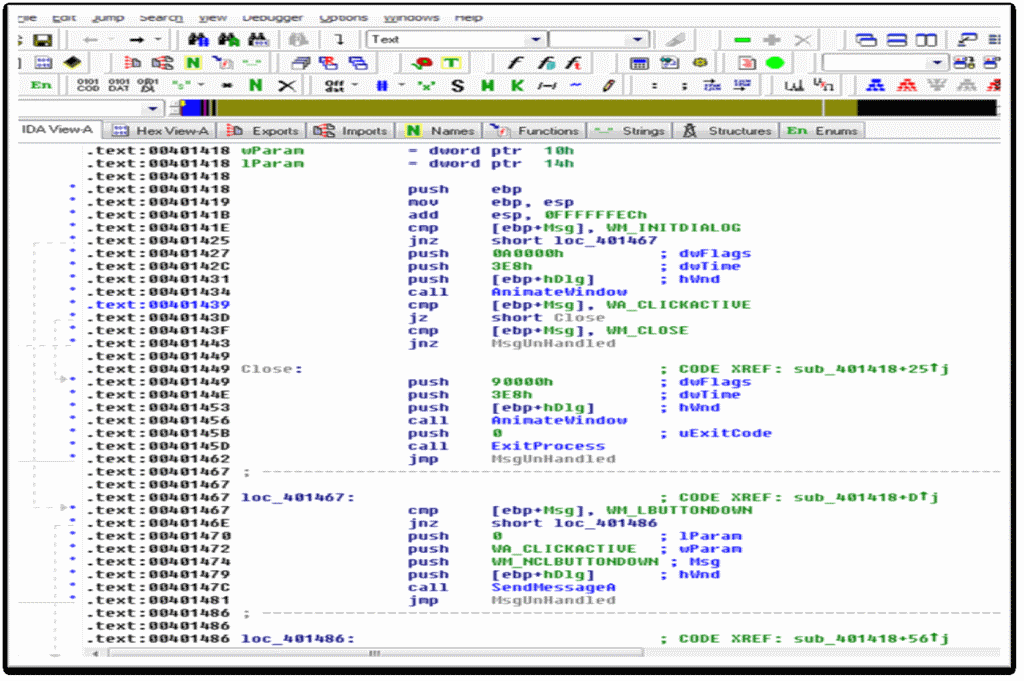 File Edit Jump Search View Debugger Options Windows Help
Text
En 0101 COD 0101 DAT Off dat N S M K
IDA View-A Hex View-A Exports Imports N Names Functions Strings Structures En Enums
.text:00401418 wParam = dword ptr 10h
.text:00401418 lParam = dword ptr 14h
.text:00401418
.text:00401418 push ebp
.text:00401419 mov ebp, esp
.text:0040141B add esp, 0FFFFFFECh
.text:0040141E cmp [ebp+Msg], WM_INITDIALOG
.text:00401425 jnz short loc_401467
.text:00401427 push 0A0000h ; dwFlags
.text:0040142C push 3E8h ; dwTime
.text:00401431 push [ebp+hDlg] ; hWnd
.text:00401434 call AnimateWindow
.text:00401439 cmp [ebp+Msg], WA_CLICKACTIVE
.text:0040143D jz short Close
.text:0040143F cmp [ebp+Msg], WM_CLOSE
.text:00401443 jnz MsgUnHandled
.text:00401449
.text:00401449 Close: ; CODE XREF: sub_401418+25↑j
.text:00401449 push 90000h ; dwFlags
.text:0040144E push 3E8h ; dwTime
.text:00401453 push [ebp+hDlg] ; hWnd
.text:00401456 call AnimateWindow
.text:0040145B push 0 ; uExitCode
.text:0040145D call ExitProcess
.text:00401462 jmp MsgUnHandled
.text:00401467 ; ---------------------------------------------------------------------------
.text:00401467
.text:00401467 loc_401467: ; CODE XREF: sub_401418+D↑j
.text:00401467 cmp [ebp+Msg], WM_LBUTTONDOWN
.text:0040146E jnz short loc_401486
.text:00401470 push 0 ; lParam
.text:00401472 push WA_CLICKACTIVE ; wParam
.text:00401474 push WM_NCLBUTTONDOWN ; Msg
.text:00401479 push [ebp+hDlg] ; hWnd
.text:0040147C call SendMessageA
.text:00401481 jmp MsgUnHandled
.text:00401486 ; ---------------------------------------------------------------------------
.text:00401486
.text:00401486 loc_401486: ; CODE XREF: sub_401418+56↑j